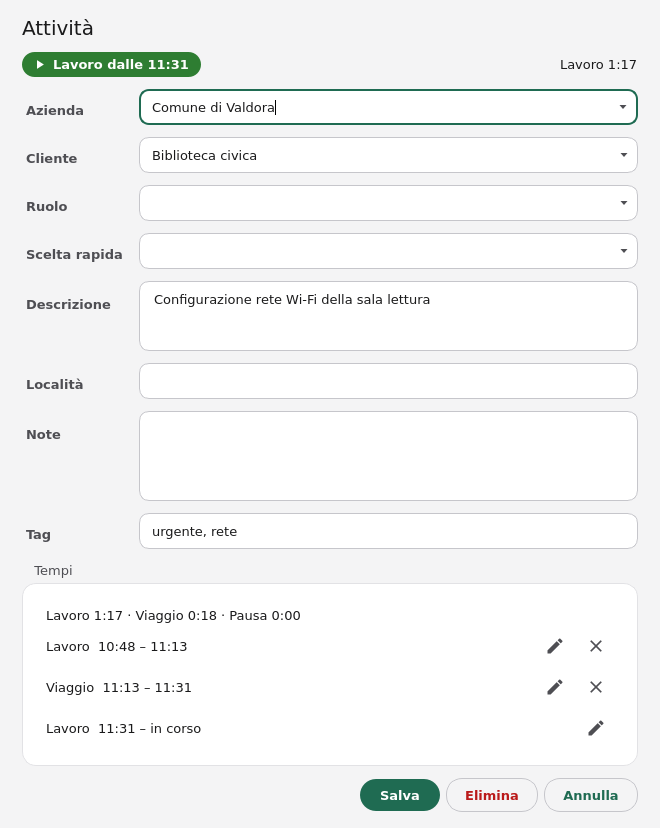 Attività
Lavoro dalle 11:31
Lavoro 1:17
Azienda
Comune di Valdora
Cliente
Biblioteca civica
Ruolo
Scelta rapida
Descrizione
Configurazione rete Wi-Fi della sala lettura
Località
Note
Tag
urgente, rete
Tempi
Lavoro 1:17 · Viaggio 0:18 · Pausa 0:00
Lavoro 10:48 – 11:13
Viaggio 11:13 – 11:31
Lavoro 11:31 – in corso
Salva
Elimina
Annulla